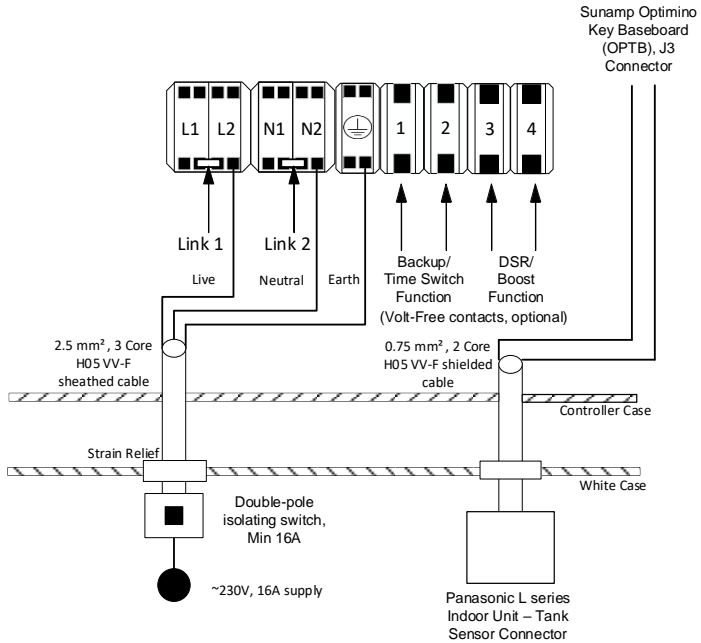 Sunamp Optimino
Key Baseboard
(OPTB), J3
Connector
L1 L2 N1 N2 1 2 3 4
Link 1 Link 2
Live Neutral Earth
Backup/
Time Switch
Function
DSR/
Boost
Function
(Volt-Free contacts, optional)
2.5 mm², 3 Core
H05 VV-F
sheathed cable
0.75 mm², 2 Core
H05 VV-F shielded
cable
Controller Case
Strain Relief
White Case
Double-pole
isolating switch,
Min 16A
~230V, 16A supply
Panasonic L series
Indoor Unit – Tank
Sensor Connector